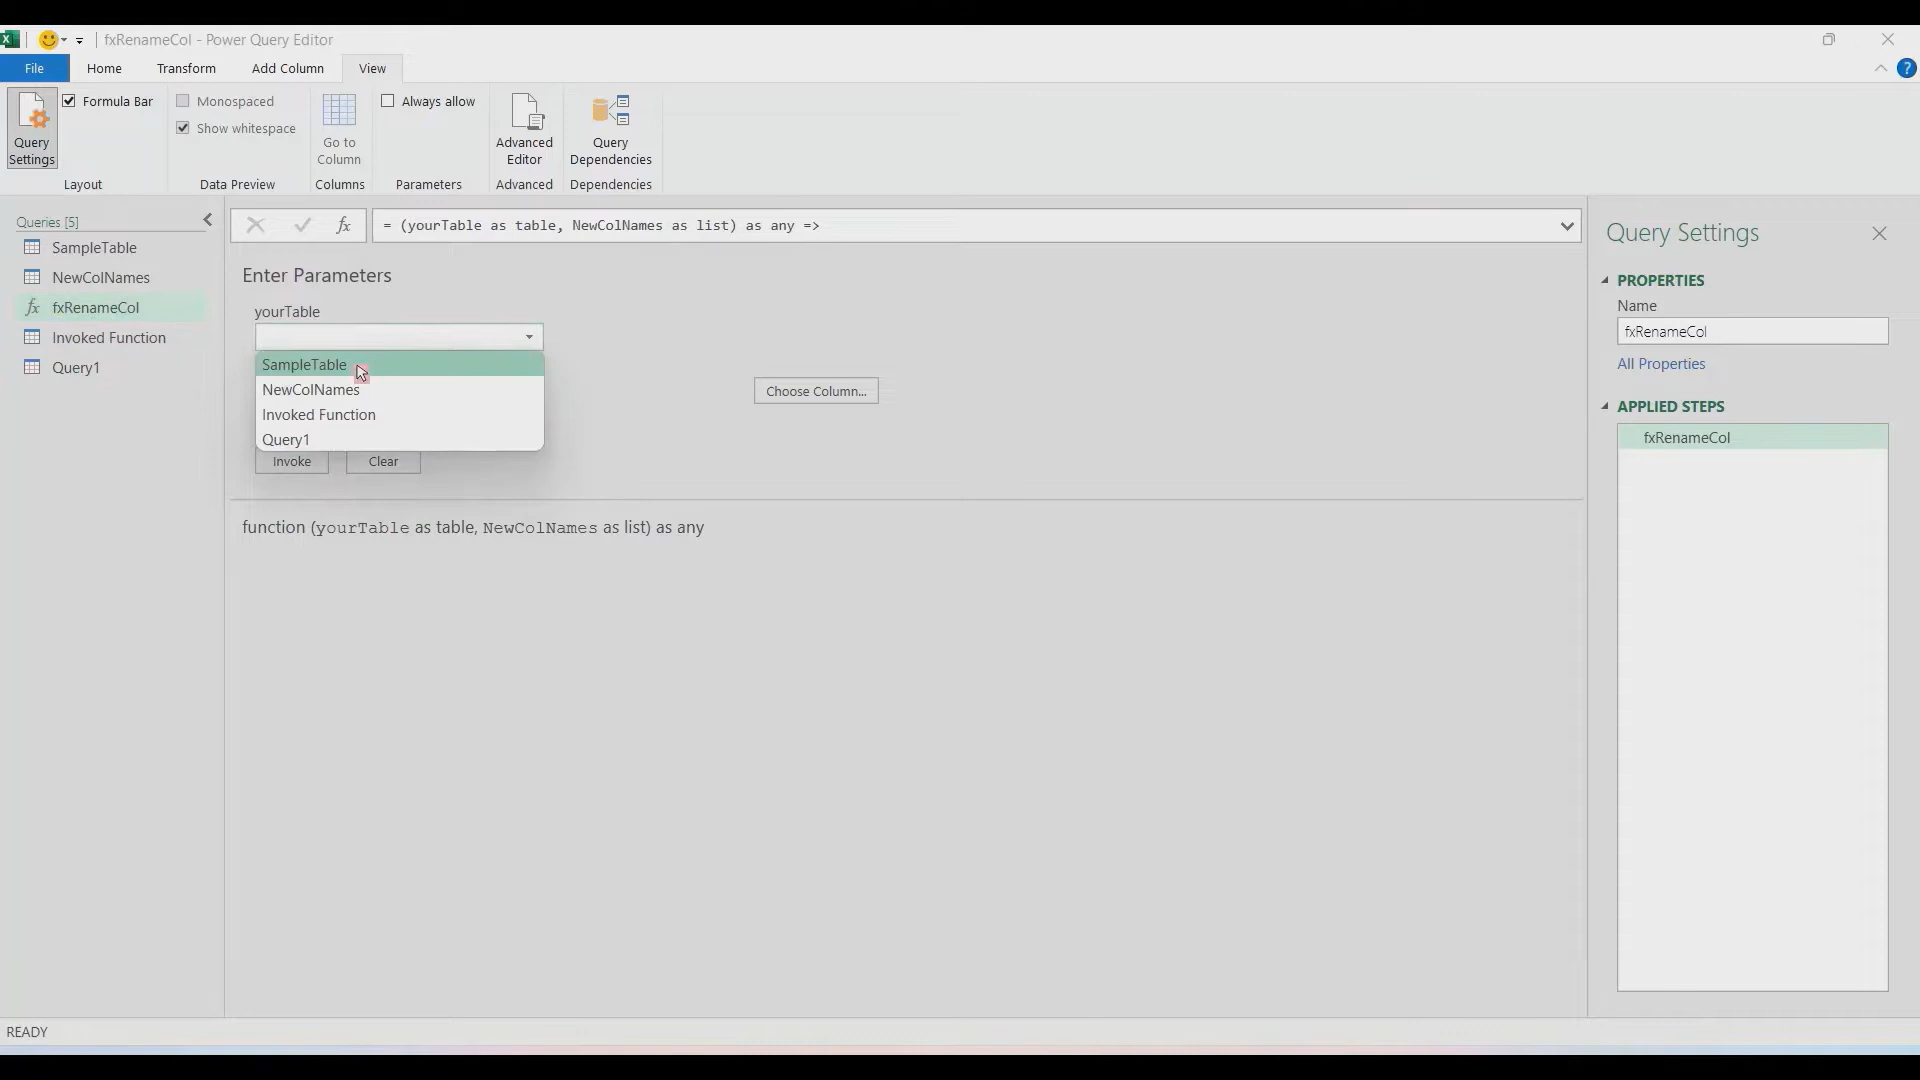 fxRenameCol - Power Query Editor
File Home Transform Add Column View
?
Query Settings
Formula Bar
Layout
Monospaced
Show whitespace
Data Preview
Go to Column
Columns
Always allow
Parameters
Advanced Editor
Advanced
Query Dependencies
Dependencies
Queries [5]
SampleTable
NewColNames
fx fxRenameCol
Invoked Function
Query1
fx = (yourTable as table, NewColNames as list) as any =>
Enter Parameters
yourTable
SampleTable
NewColNames
Invoked Function
Query1
Choose Column...
Invoke Clear
function (yourTable as table, NewColNames as list) as any
Query Settings
PROPERTIES
Name
fxRenameCol
All Properties
APPLIED STEPS
fxRenameCol
READY